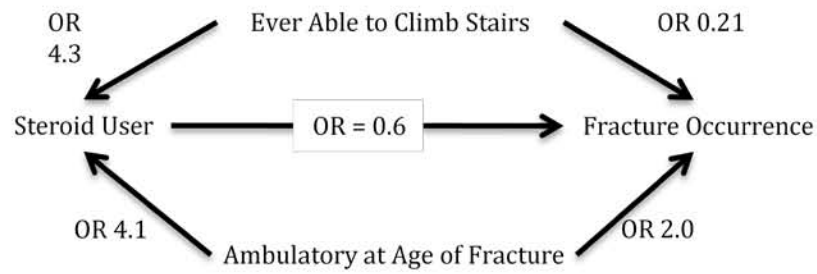 OR
4.3
Ever Able to Climb Stairs
OR 0.21
Steroid User
OR = 0.6
Fracture Occurrence
OR 4.1
OR 2.0
Ambulatory at Age of Fracture